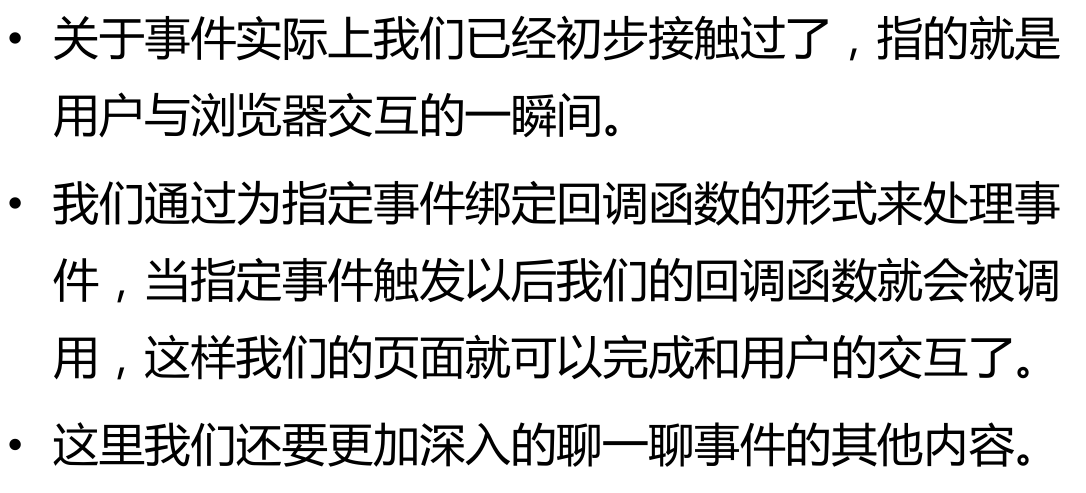 • 关于事件实际上我们已经初步接触过了，指的就是
用户与浏览器交互的一瞬间。
• 我们通过为指定事件绑定回调函数的形式来处理事
件，当指定事件触发以后我们的回调函数就会被调
用，这样我们的页面就可以完成和用户的交互了。
• 这里我们还要更加深入的聊一聊事件的其他内容。